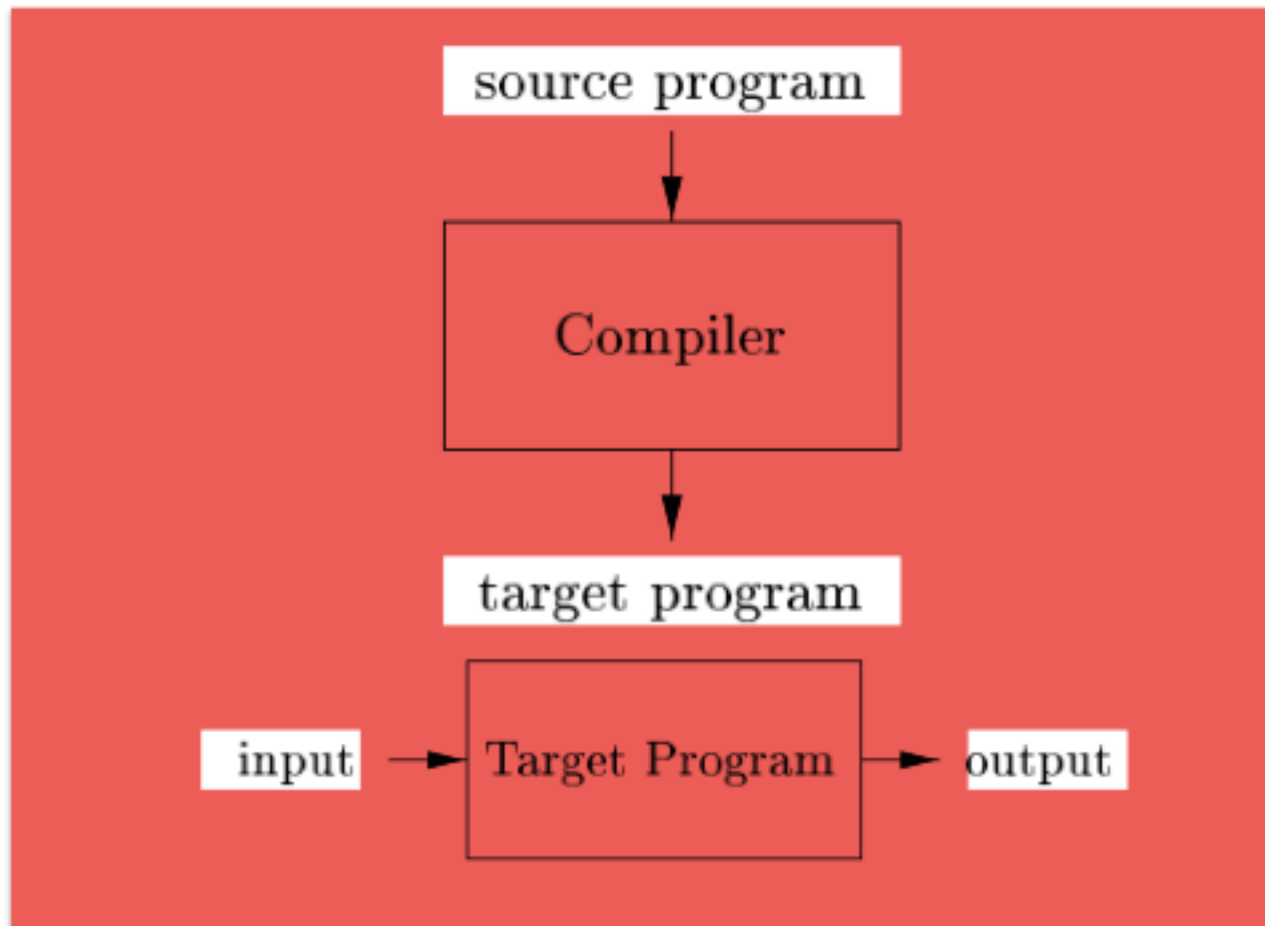 source program
Compiler
target program
input
Target Program
output